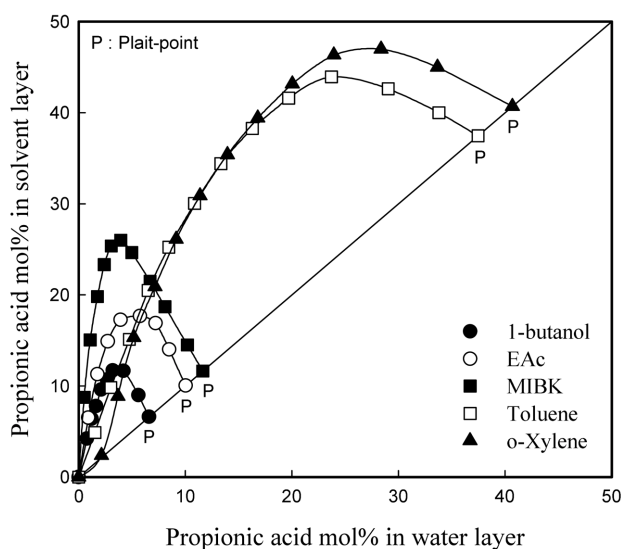 50
P : Plait-point
40
P
P
30
20
1-butanol
EAc
10
MIBK
P
P
Toluene
P
o-Xylene
0
0
10
20
30
40
50
Propionic acid mol% in solvent layer
Propionic acid mol% in water layer